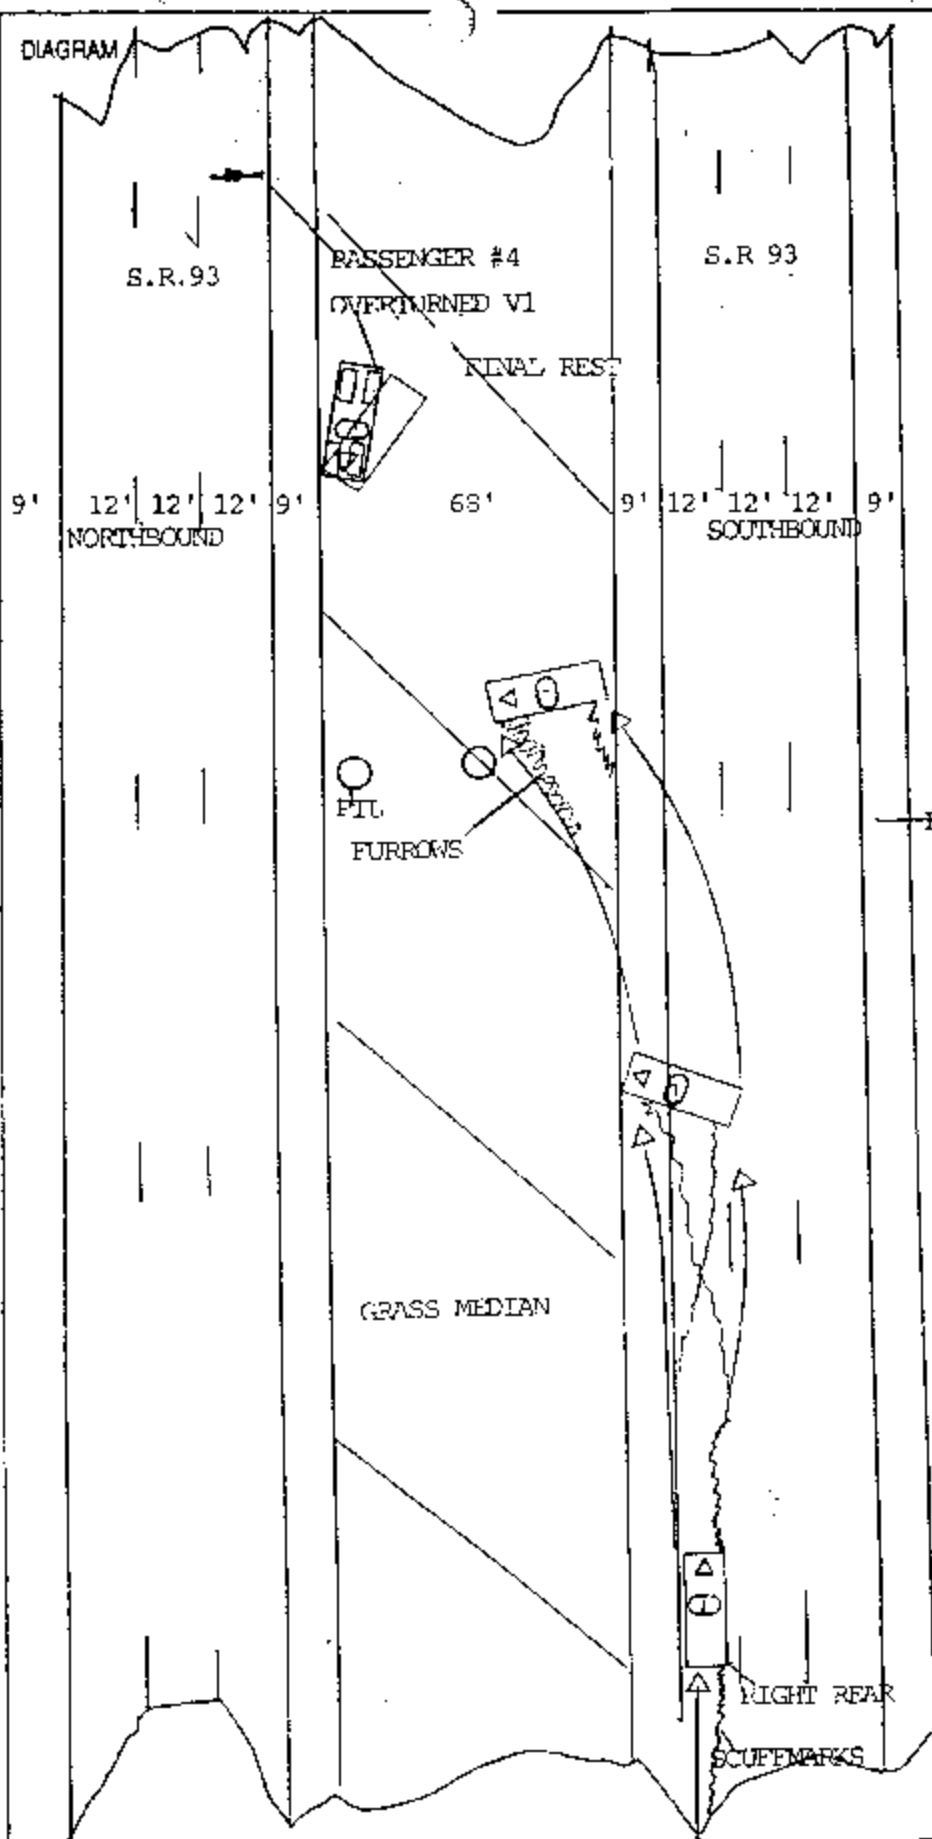 DIAGRAM
S.R.93
PASSENGER #4
OVERTURNED V1
S.R 93
FINAL REST
9' 12' 12' 12' 9' 68' 9' 12' 12' 12' 9'
NORTHBOUND
SOUTHBOUND
FURROWS
GRASS MEDIAN
RIGHT REAR
SCUFFMARKS